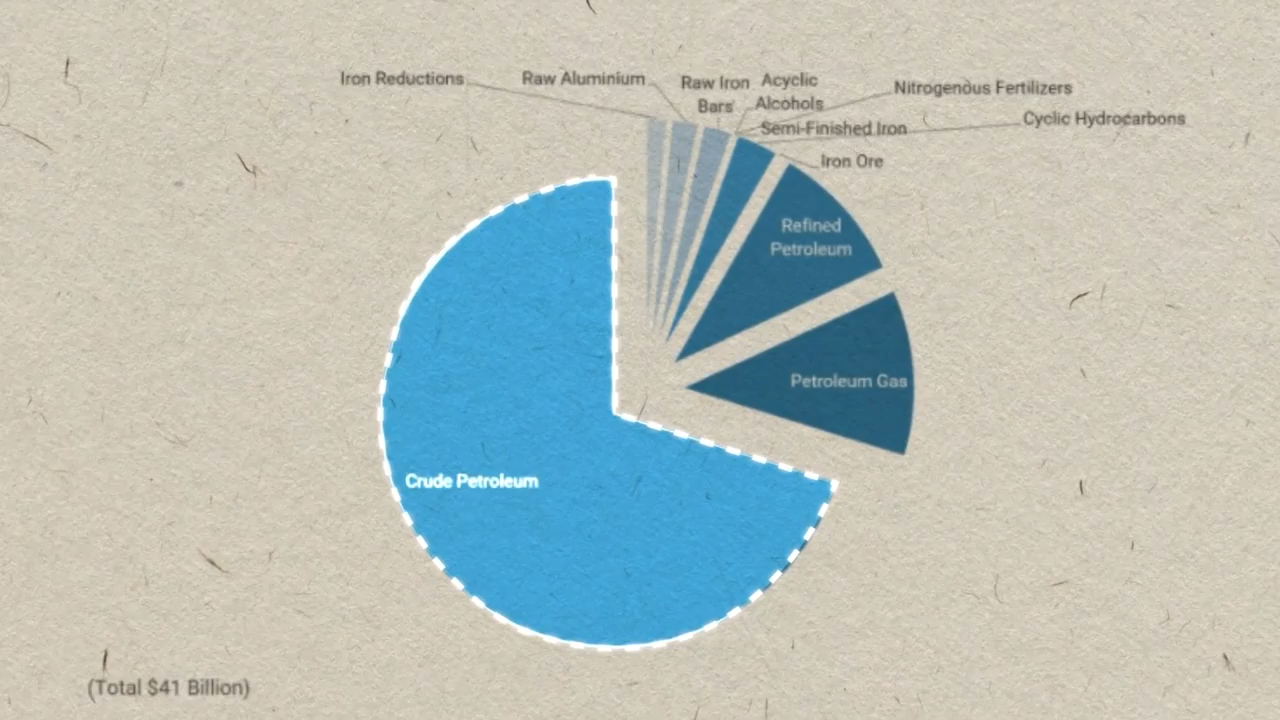 Iron Reductions
Raw Aluminium
Raw Iron
Bars
Acyclic
Alcohols
Nitrogenous Fertilizers
Semi-Finished Iron
Cyclic Hydrocarbons
Iron Ore
Refined
Petroleum
Petroleum Gas
Crude Petroleum
(Total $41 Billion)